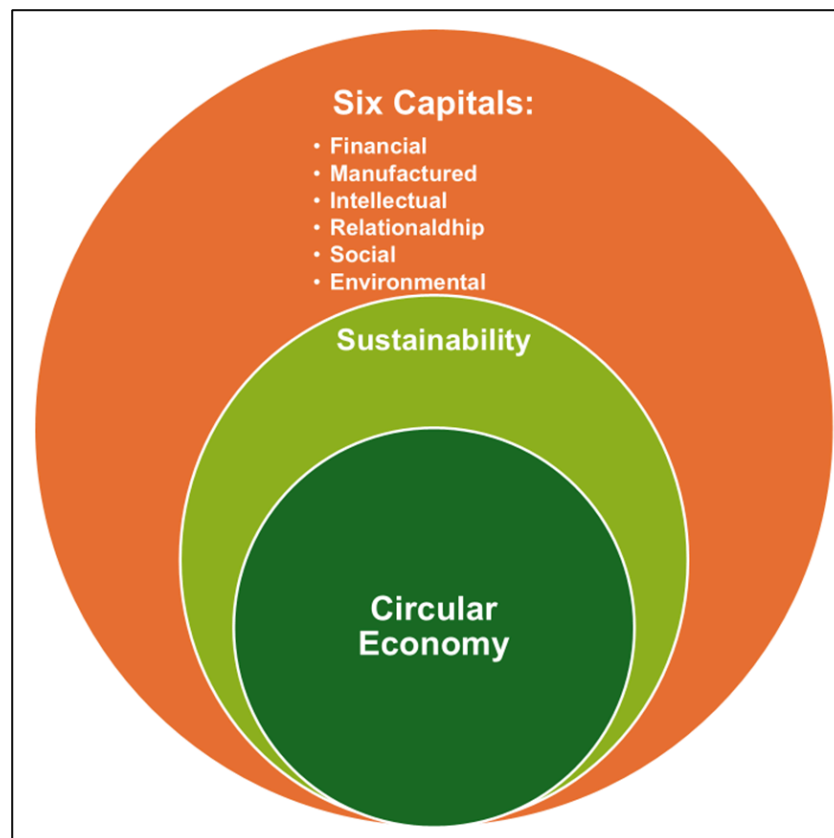 Six Capitals:
• Financial
• Manufactured
• Intellectual
• Relationaldhip
• Social
• Environmental
Sustainability
Circular
Economy